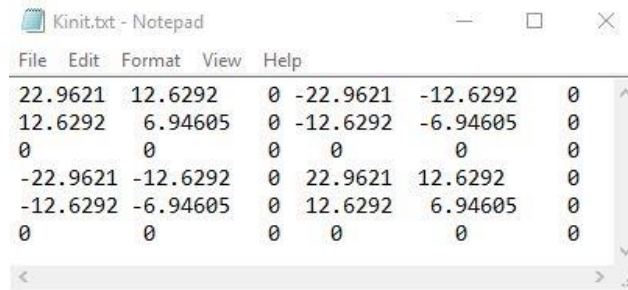 Kinit.txt - Notepad
File Edit Format View Help
22.9621 12.6292 0 -22.9621 -12.6292 0
12.6292 6.94605 0 -12.6292 -6.94605 0
0 0 0 0 0 0
-22.9621 -12.6292 0 22.9621 12.6292 0
-12.6292 -6.94605 0 12.6292 6.94605 0
0 0 0 0 0 0